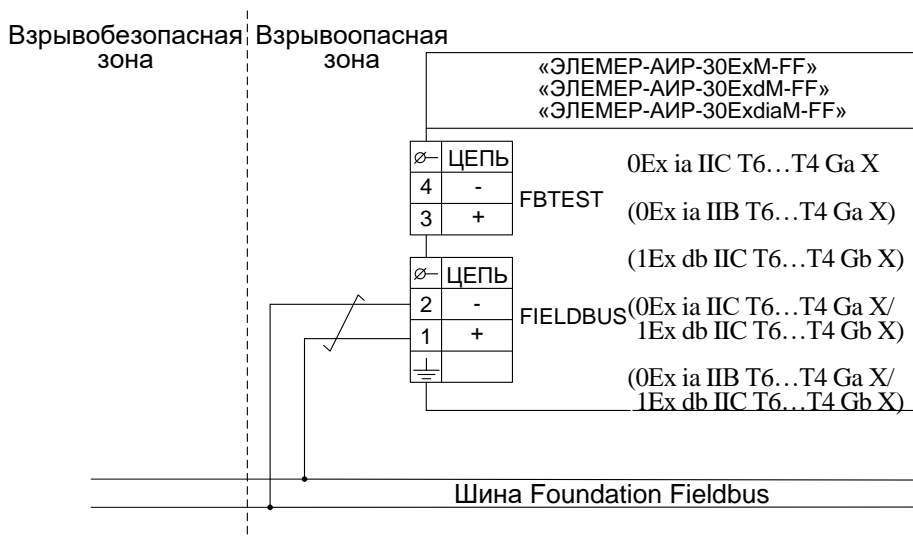 Взрывобезопасная зона
Взрывоопасная зона
«ЭЛЕМЕР-АИР-30ExM-FF»
«ЭЛЕМЕР-АИР-30ExdM-FF»
«ЭЛЕМЕР-АИР-30ExdiaM-FF»
ЦЕПЬ
4 -
3 +
FBTEST
0Ex ia IIC T6…T4 Ga X
(0Ex ia IIB T6…T4 Ga X)
(1Ex db IIC T6…T4 Gb X)
ЦЕПЬ
2 -
1 +
FIELDBUS
(0Ex ia IIC T6…T4 Ga X/
1Ex db IIC T6…T4 Gb X)
(0Ex ia IIB T6…T4 Ga X/
1Ex db IIC T6…T4 Gb X)
Шина Foundation Fieldbus